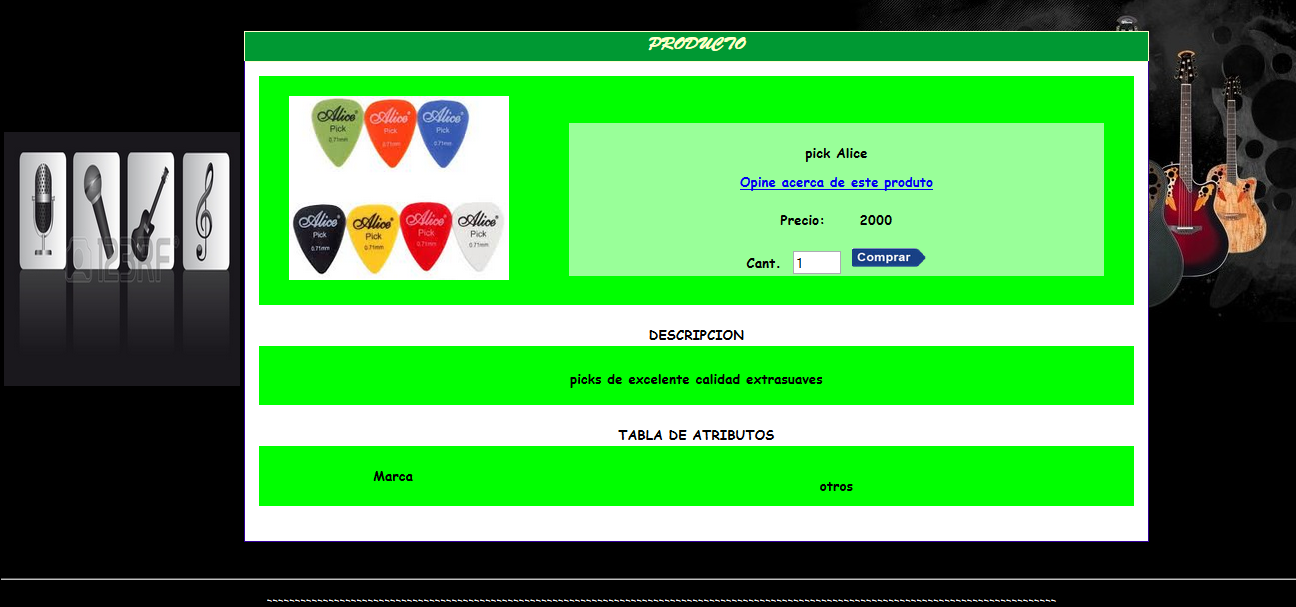 PRODUCTO
Alice® Alice® Alice®
Pick Pick Pick
0.71mm 0.71mm 0.71mm
Alice® Alice® Alice® Alice®
Pick Pick Pick Pick
0.71mm 0.71mm 0.71mm 0.71mm
pick Alice
Opine acerca de este produto
Precio: 2000
Cant. 1 Comprar
123RF
DESCRIPCION
picks de excelente calidad extrasuaves
TABLA DE ATRIBUTOS
Marca
otros